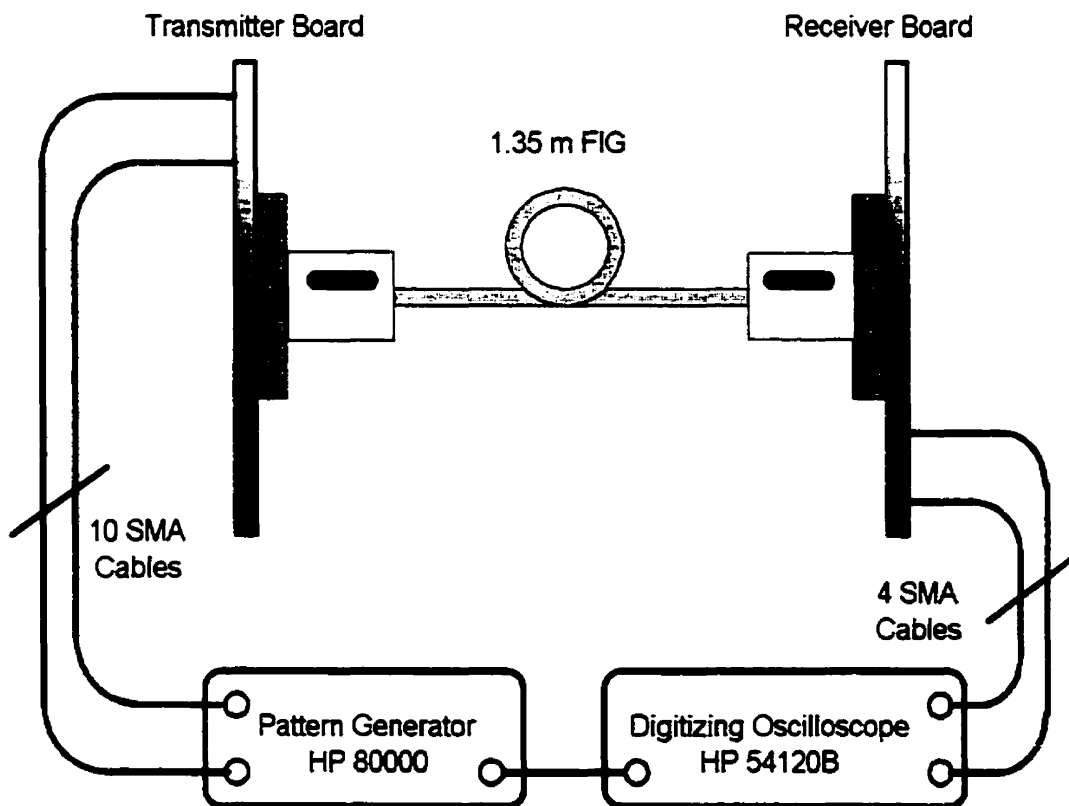 Transmitter Board
Receiver Board
1.35 m FIG
10 SMA
Cables
4 SMA
Cables
Pattern Generator
HP 80000
Digitizing Oscilloscope
HP 54120B